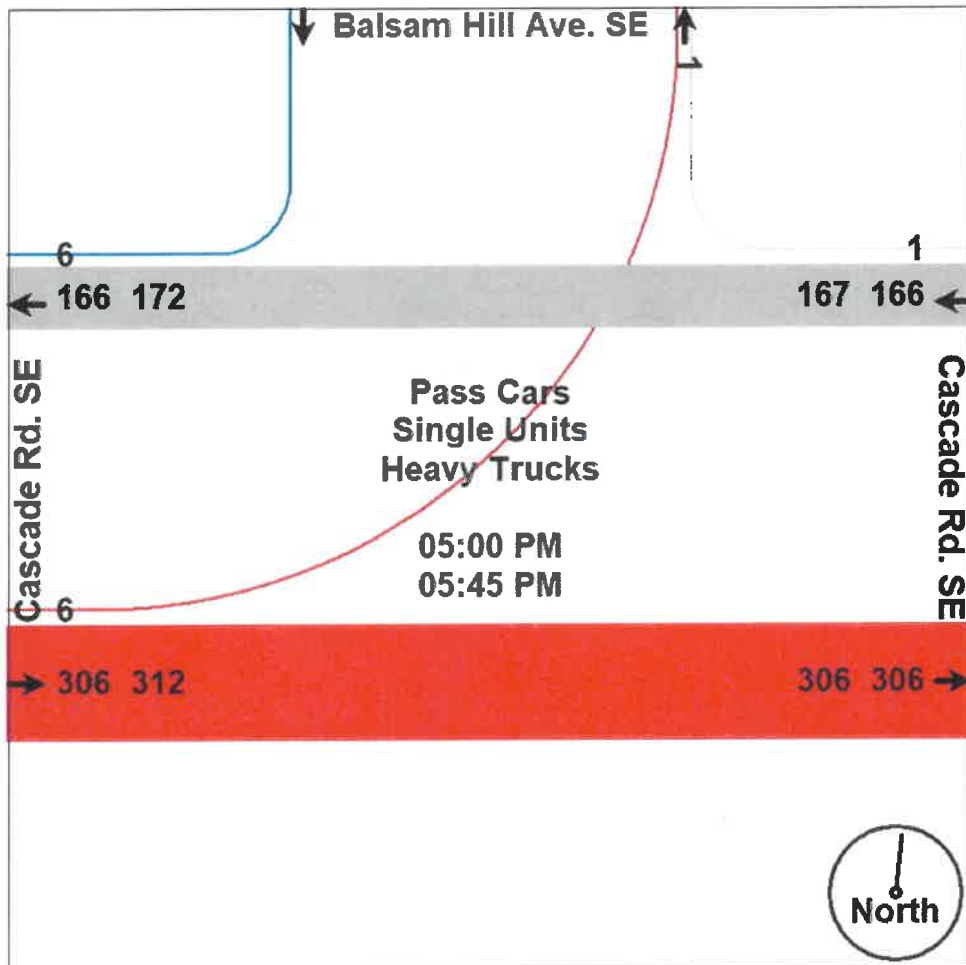 Balsam Hill Ave. SE
1
6
1
166 172
167 166
Cascade Rd. SE
Cascade Rd. SE
Pass Cars
Single Units
Heavy Trucks
05:00 PM
05:45 PM
6
306 312
306 306
North